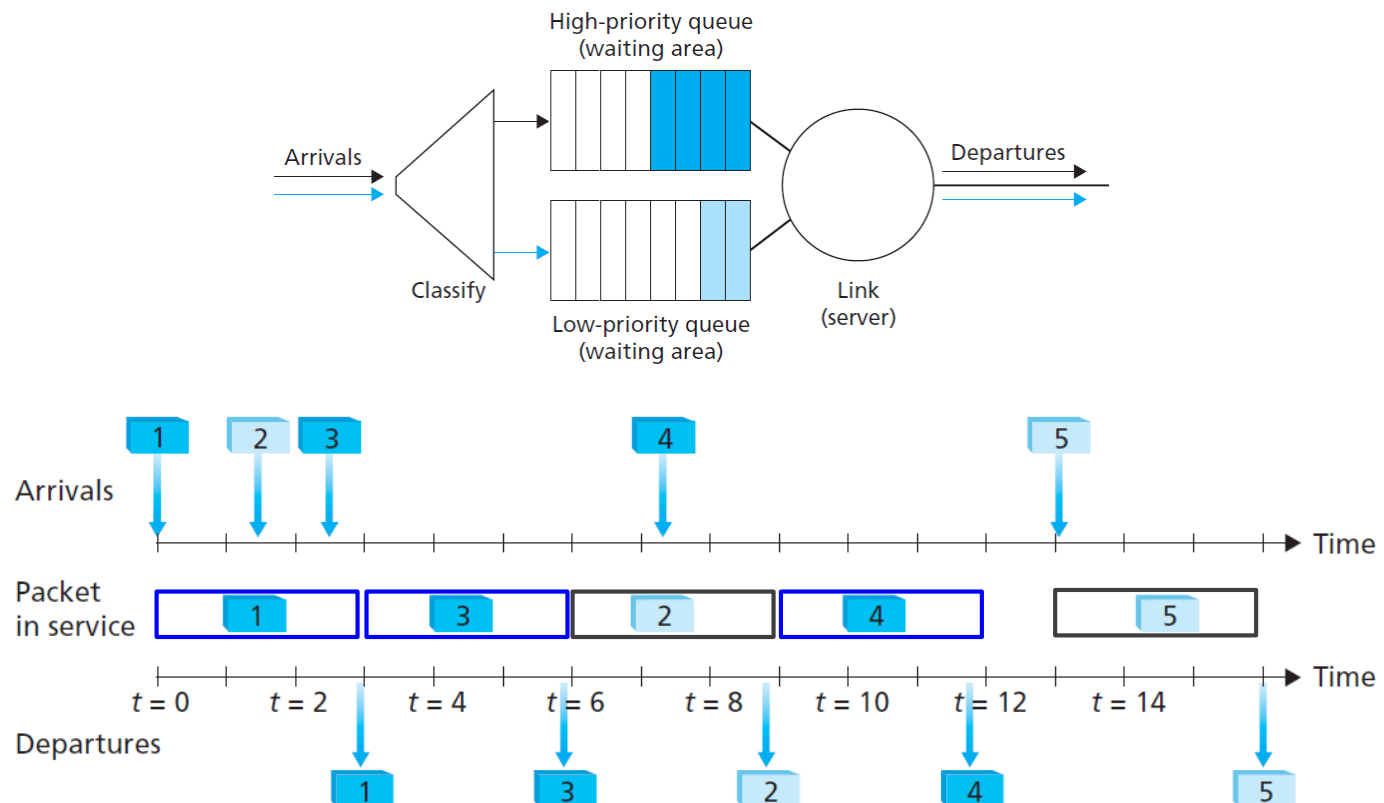 High-priority queue
(waiting area)
Arrivals
Departures
Classify
Link
(server)
Low-priority queue
(waiting area)
1
2
3
4
5
Arrivals
Time
Packet
in service
1
3
2
4
5
Time
t = 0
t = 2
t = 4
t = 6
t = 8
t = 10
t = 12
t = 14
Departures
1
3
2
4
5